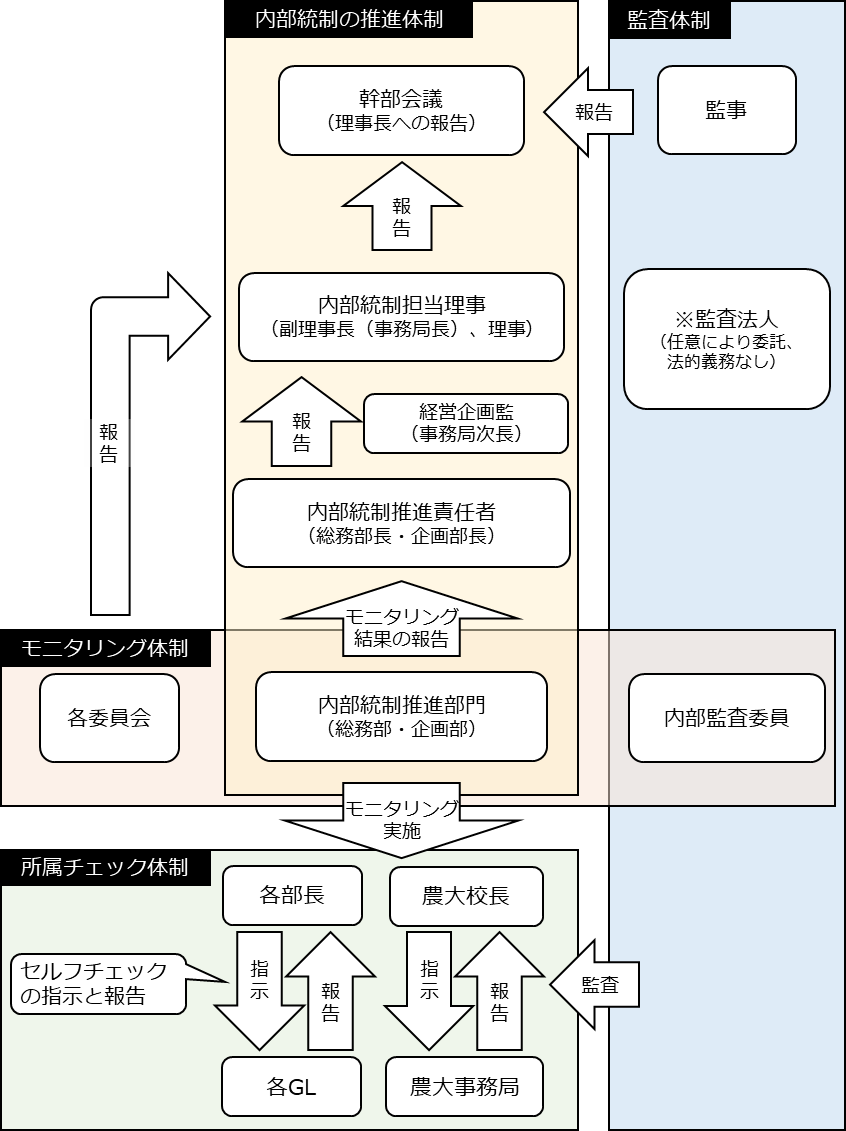 内部統制の推進体制
監査体制
幹部会議
（理事長への報告）
報告
監事
報
告
内部統制担当理事
（副理事長（事務局長）、理事）
※監査法人
（任意により委託、
法的義務なし）
報
告
報
告
経営企画監
（事務局次長）
内部統制推進責任者
（総務部長・企画部長）
モニタリング
結果の報告
モニタリング体制
各委員会
内部統制推進部門
（総務部・企画部）
内部監査委員
モニタリング
実施
所属チェック体制
各部長
農大校長
セルフチェック
の指示と報告
指
示
報
告
指
示
報
告
監査
各GL
農大事務局